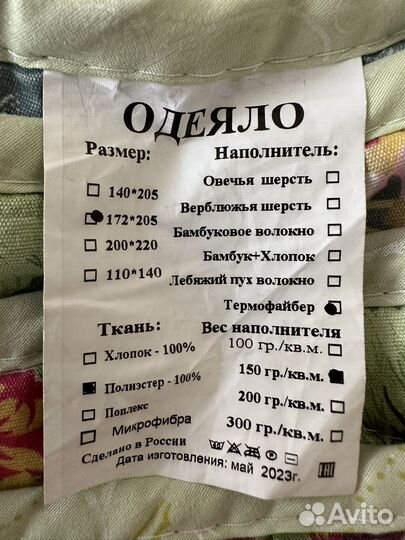 ОДЕЯЛО
Размер: Наполнитель:
140*205 Овечья шерсть
172*205 Верблюжья шерсть
200*220 Бамбуковое волокно
110*140 Бамбук+Хлопок
Лебяжий пух волокно
Термофайбер
Ткань: Вес наполнителя
Хлопок - 100% 100 гр./кв.м.
Полиэстер - 100% 150 гр./кв.м.
Поплекс 200 гр./кв.м.
Микрофибра 300 гр./кв.м.
Сделано в России
Дата изготовления: май 2023г.
EAC
Avito